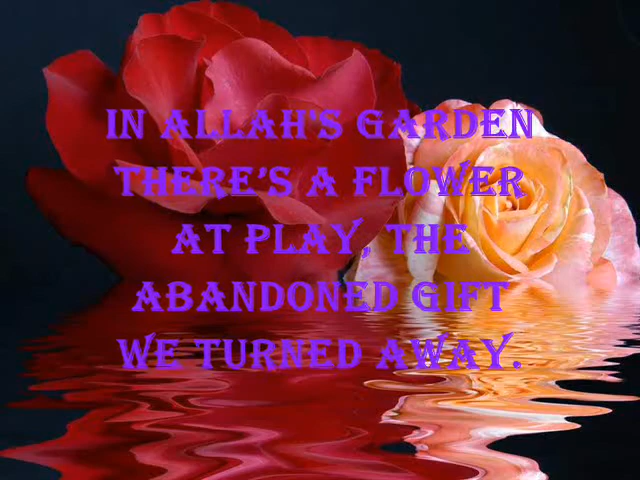 IN ALLAH'S GARDEN
THERE'S A FLOWER
AT PLAY, THE
ABANDONED GIFT
WE TURNED AWAY.